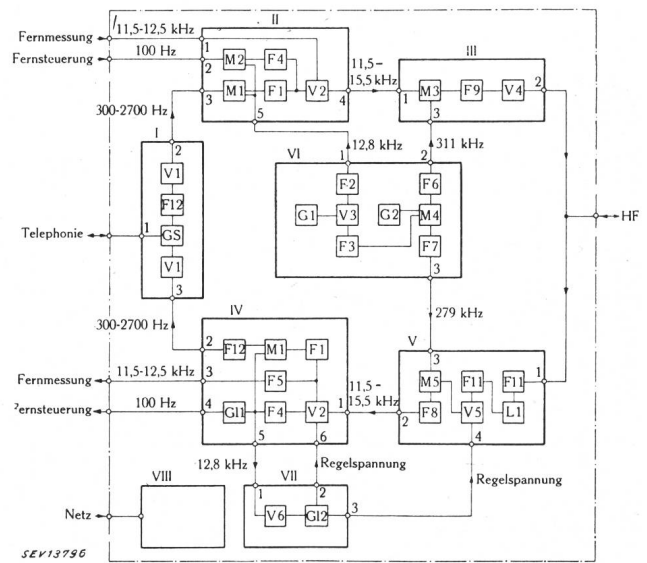 II
11,5-12,5 kHz
Fernmessung
1
100 Hz
Fernsteuerung
2
M2
F4
11,5-
15,5 kHz
III
3
M1
F1
V2
4
1
M3
F9
V4
2
300-2700 Hz
5
3
I
2
12,8 kHz
311 kHz
VI
1
2
V1
F2
F6
F12
G1
V3
G2
M4
HF
Telephonie
1
GS
F3
F7
V1
3
3
279 kHz
300-2700 Hz
IV
V
2
F12
M1
F1
3
1
11,5-12,5 kHz
11,5-
15,5 kHz
M5
F11
F11
Fernmessung
3
F5
100 Hz
ernsteuerung
4
Gl1
F4
V2
1
2
F8
V5
L1
5
6
4
12,8 kHz
Regelspannung
VIII
VII
Regelspannung
1
2
3
Netz
V6
Gl2
SEV13796